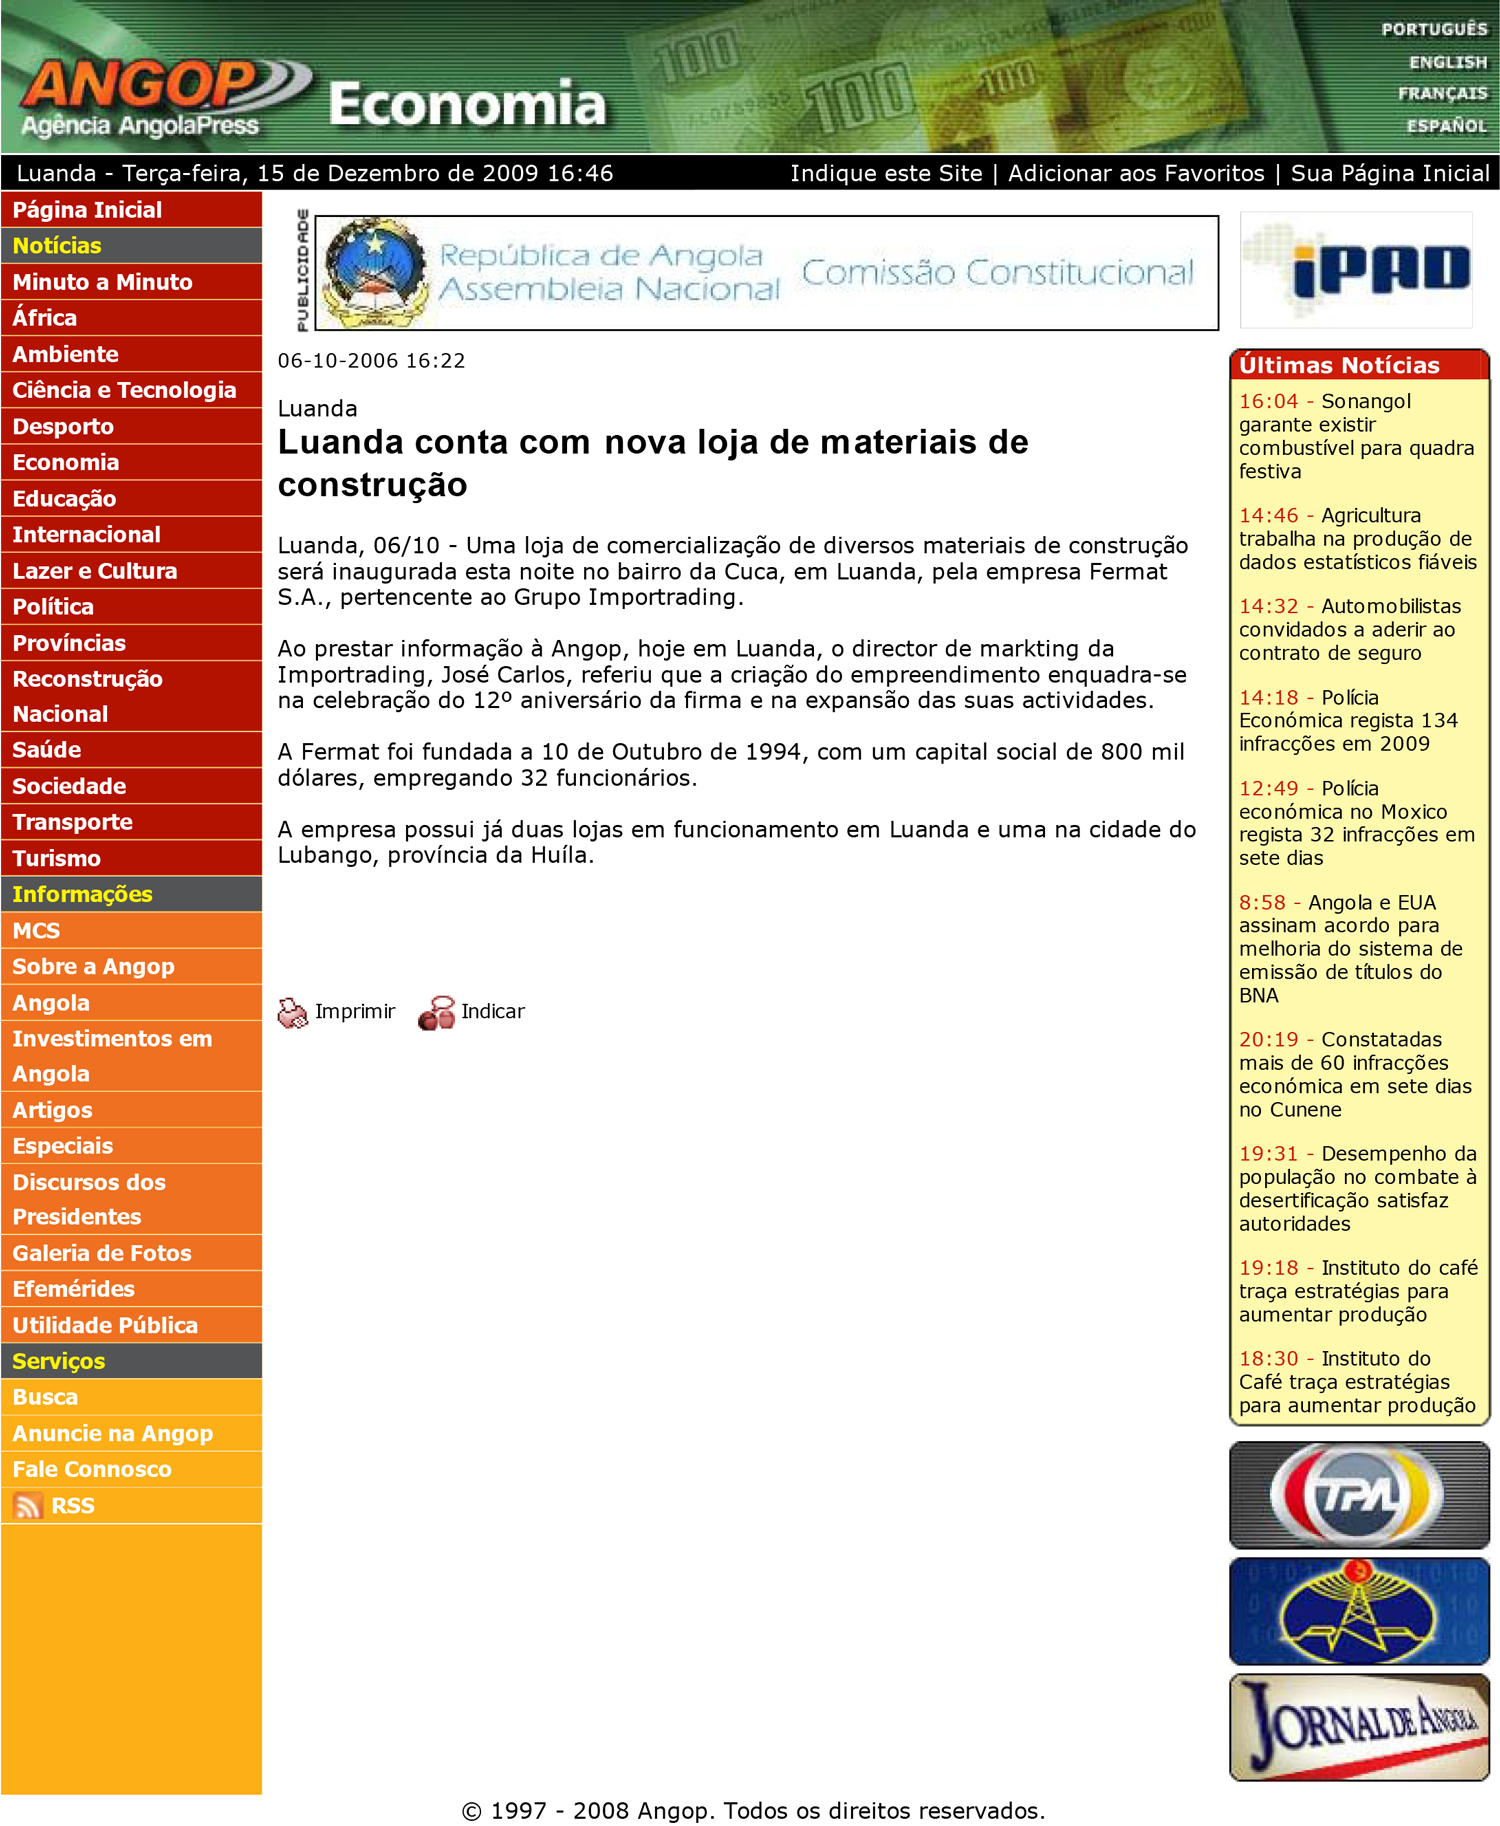 ANGOP
Agência AngolaPress
Economia
100
100
100
PORTUGUÊS
ENGLISH
FRANÇAIS
ESPAÑOL
Luanda - Terça-feira, 15 de Dezembro de 2009 16:46
Indique este Site | Adicionar aos Favoritos | Sua Página Inicial
Página Inicial
Notícias
Minuto a Minuto
África
Ambiente
Ciência e Tecnologia
Desporto
Economia
Educação
Internacional
Lazer e Cultura
Política
Províncias
Reconstrução
Nacional
Saúde
Sociedade
Transporte
Turismo
Informações
MCS
Sobre a Angop
Angola
Investimentos em
Angola
Artigos
Especiais
Discursos dos
Presidentes
Galeria de Fotos
Efemérides
Utilidade Pública
Serviços
Busca
Anuncie na Angop
Fale Connosco
RSS
PUBLICIDADE
República de Angola
Assembleia Nacional
Comissão Constitucional
iPAD
06-10-2006 16:22
Luanda
Luanda conta com nova loja de materiais de
construção
Luanda, 06/10 - Uma loja de comercialização de diversos materiais de construção
será inaugurada esta noite no bairro da Cuca, em Luanda, pela empresa Fermat
S.A., pertencente ao Grupo Importrading.
Ao prestar informação à Angop, hoje em Luanda, o director de markting da
Importrading, José Carlos, referiu que a criação do empreendimento enquadra-se
na celebração do 12º aniversário da firma e na expansão das suas actividades.
A Fermat foi fundada a 10 de Outubro de 1994, com um capital social de 800 mil
dólares, empregando 32 funcionários.
A empresa possui já duas lojas em funcionamento em Luanda e uma na cidade do
Lubango, província da Huíla.
Imprimir
Indicar
Últimas Notícias
16:04 - Sonangol
garante existir
combustível para quadra
festiva
14:46 - Agricultura
trabalha na produção de
dados estatísticos fiáveis
14:32 - Automobilistas
convidados a aderir ao
contrato de seguro
14:18 - Polícia
Económica regista 134
infracções em 2009
12:49 - Polícia
económica no Moxico
regista 32 infracções em
sete dias
8:58 - Angola e EUA
assinam acordo para
melhoria do sistema de
emissão de títulos do
BNA
20:19 - Constatadas
mais de 60 infracções
económica em sete dias
no Cunene
19:31 - Desempenho da
população no combate à
desertificação satisfaz
autoridades
19:18 - Instituto do café
traça estratégias para
aumentar produção
18:30 - Instituto do
Café traça estratégias
para aumentar produção
TPA
JORNAL DE ANGOLA
© 1997 - 2008 Angop. Todos os direitos reservados.